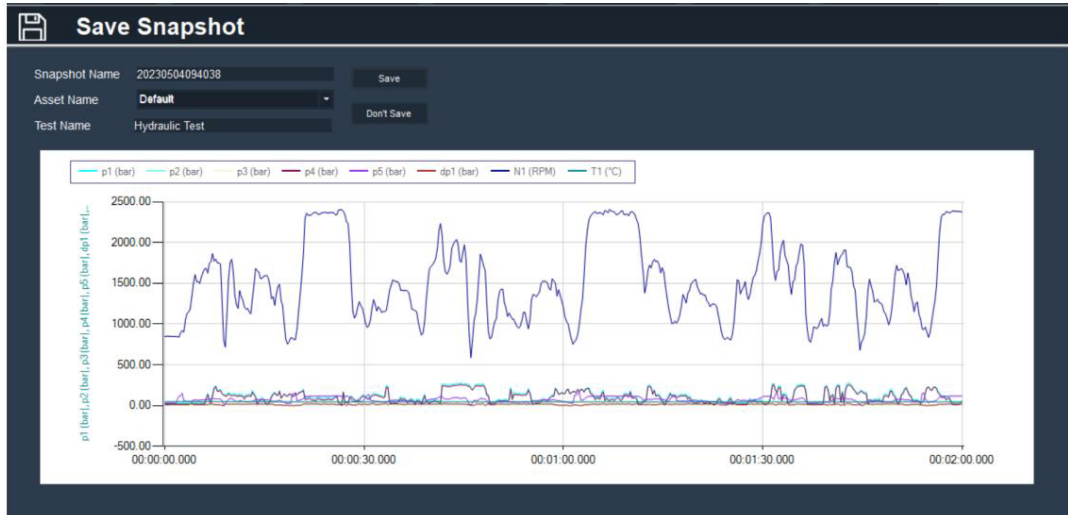 Save Snapshot
Snapshot Name 20230504094038 Save
Asset Name Default
Don't Save
Test Name Hydraulic Test
p1 (bar) p2 (bar) p3 (bar) p4 (bar) p5 (bar) dp1 (bar) N1 (RPM) T1 (°C)
p1 (bar), p2 (bar), p3 (bar), p4 (bar), p5 (bar), dp1 (bar),..
2500.00
2000.00
1500.00
1000.00
500.00
0.00
-500.00
00:00:00.000 00:00:30.000 00:01:00.000 00:01:30.000 00:02:00.000